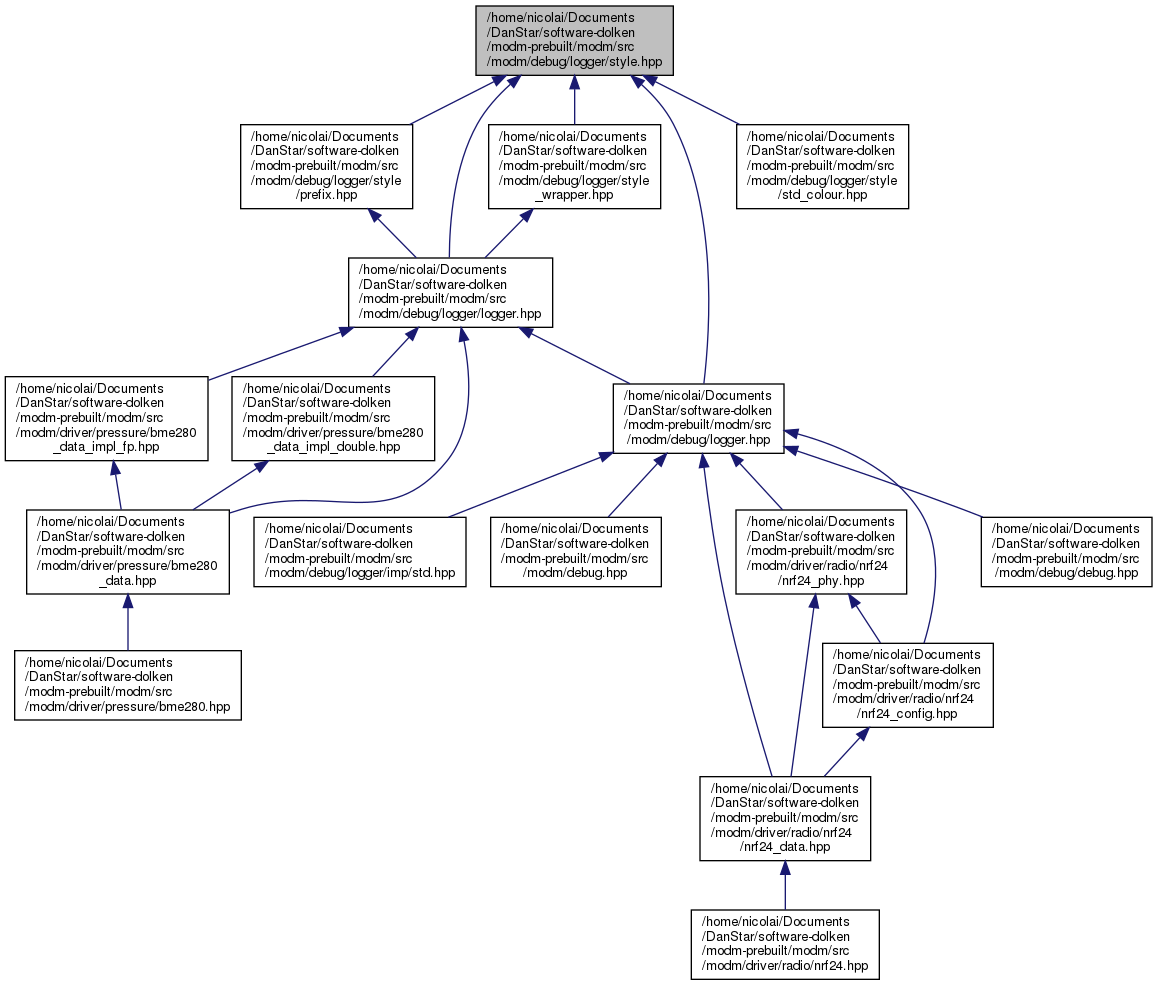 /home/nicolai/Documents
/DanStar/software-dolken
/modm-prebuilt/modm/src
/modm/debug/logger/style.hpp
/home/nicolai/Documents
/DanStar/software-dolken
/modm-prebuilt/modm/src
/modm/debug/logger/style
/prefix.hpp
/home/nicolai/Documents
/DanStar/software-dolken
/modm-prebuilt/modm/src
/modm/debug/logger/style
_wrapper.hpp
/home/nicolai/Documents
/DanStar/software-dolken
/modm-prebuilt/modm/src
/modm/debug/logger/style
/std_colour.hpp
/home/nicolai/Documents
/DanStar/software-dolken
/modm-prebuilt/modm/src
/modm/debug/logger/logger.hpp
/home/nicolai/Documents
/DanStar/software-dolken
/modm-prebuilt/modm/src
/modm/driver/pressure/bme280
_data_impl_fp.hpp
/home/nicolai/Documents
/DanStar/software-dolken
/modm-prebuilt/modm/src
/modm/driver/pressure/bme280
_data_impl_double.hpp
/home/nicolai/Documents
/DanStar/software-dolken
/modm-prebuilt/modm/src
/modm/debug/logger.hpp
/home/nicolai/Documents
/DanStar/software-dolken
/modm-prebuilt/modm/src
/modm/driver/pressure/bme280
_data.hpp
/home/nicolai/Documents
/DanStar/software-dolken
/modm-prebuilt/modm/src
/modm/debug/logger/imp/std.hpp
/home/nicolai/Documents
/DanStar/software-dolken
/modm-prebuilt/modm/src
/modm/debug.hpp
/home/nicolai/Documents
/DanStar/software-dolken
/modm-prebuilt/modm/src
/modm/driver/radio/nrf24
/nrf24_phy.hpp
/home/nicolai/Documents
/DanStar/software-dolken
/modm-prebuilt/modm/src
/modm/debug/debug.hpp
/home/nicolai/Documents
/DanStar/software-dolken
/modm-prebuilt/modm/src
/modm/driver/pressure/bme280.hpp
/home/nicolai/Documents
/DanStar/software-dolken
/modm-prebuilt/modm/src
/modm/driver/radio/nrf24
/nrf24_config.hpp
/home/nicolai/Documents
/DanStar/software-dolken
/modm-prebuilt/modm/src
/modm/driver/radio/nrf24
/nrf24_data.hpp
/home/nicolai/Documents
/DanStar/software-dolken
/modm-prebuilt/modm/src
/modm/driver/radio/nrf24.hpp